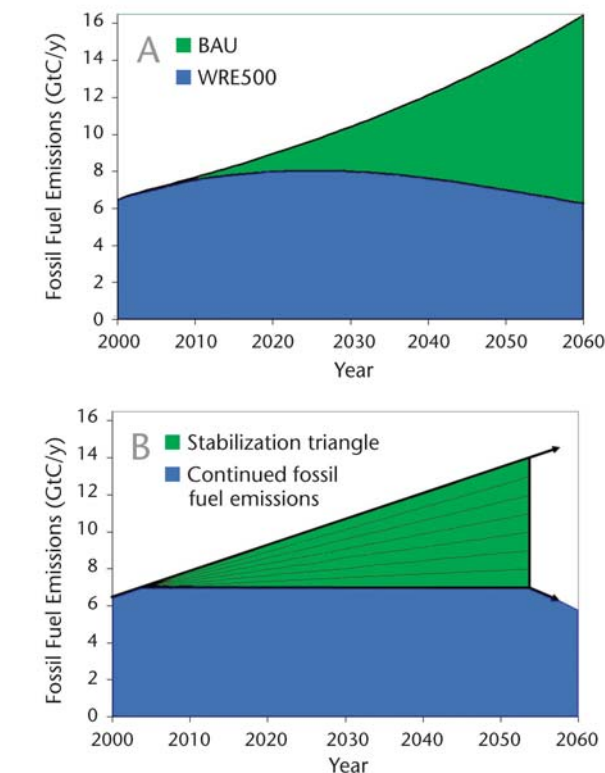 16
14
12
10
8
6
4
2
0
Fossil Fuel Emissions (GtC/y)
A
BAU
WRE500
2000 2010 2020 2030 2040 2050 2060
Year
16
14
12
10
8
6
4
2
0
Fossil Fuel Emissions (GtC/y)
B
Stabilization triangle
Continued fossil
fuel emissions
2000 2010 2020 2030 2040 2050 2060
Year